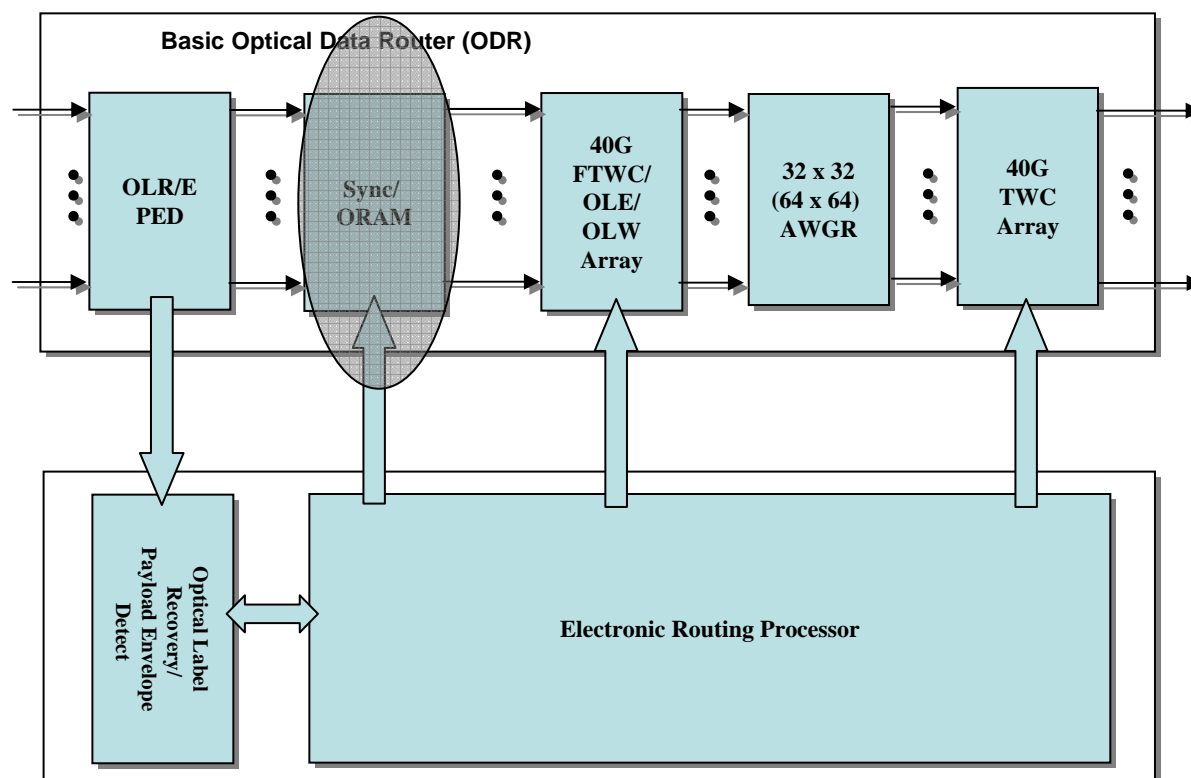 Basic Optical Data Router (ODR)
OLR/E
PED
Sync/
ORAM
40G
FTWC/
OLE/
OLW
Array
32 x 32
(64 x 64)
AWGR
40G
TWC
Array
Optical Label
Recovery/
Payload Envelope
Detect
Electronic Routing Processor